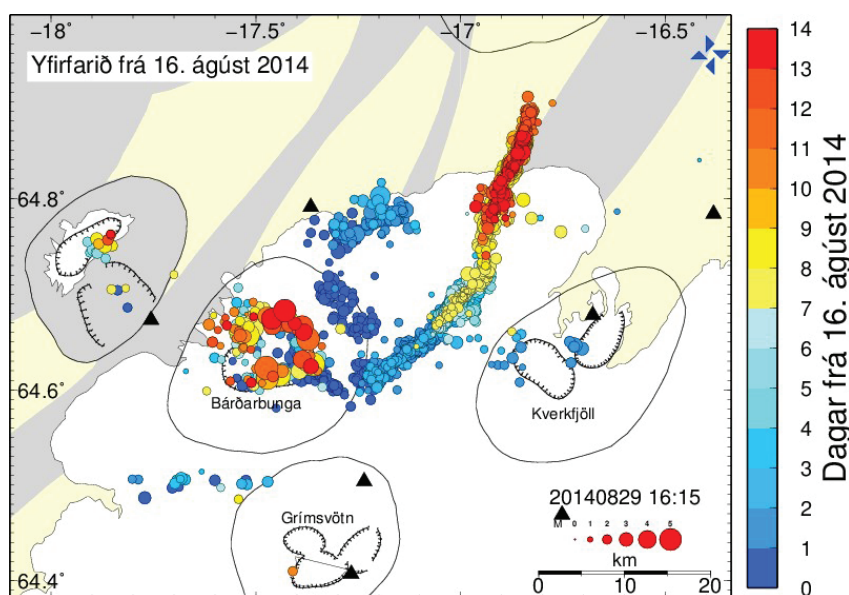 −18˚ −17.5˚ −17˚ −16.5˚
Yfirfarið frá 16. ágúst 2014
64.8˚
64.6˚
64.4˚
Bárðarbunga
Kverkfjöll
Grímsvötn
20140829 16:15
M 0 1 2 3 4 5
km
0 10 20
14
13
12
11
10
9
8
7
6
5
4
3
2
1
0
Dagar frá 16. ágúst 2014